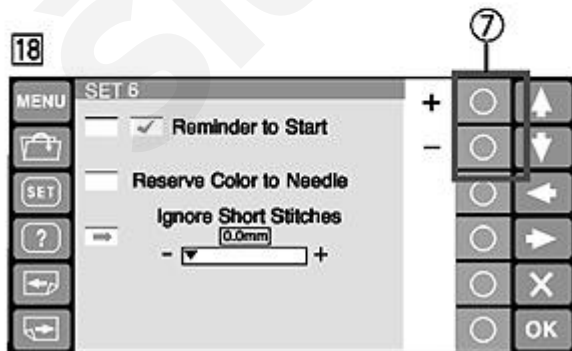 ⑦
18
MENU
SET 6
+
✓ Reminder to Start
−
Reserve Color to Needle
SET
Ignore Short Stitches
0.0mm
?
− +
OK